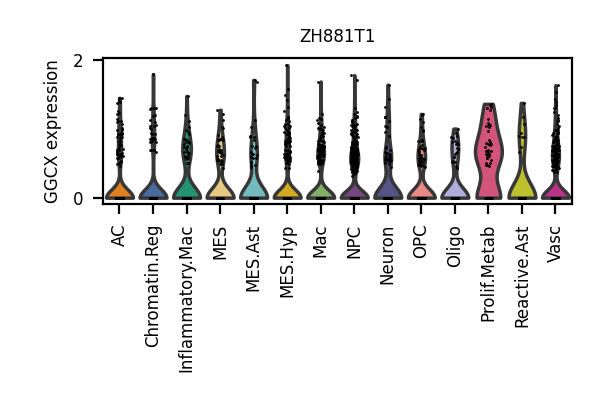 ZH881T1
GGCX expression
2
0
AC
Chromatin.Reg
Inflammatory.Mac
MES
MES.Ast
MES.Hyp
Mac
NPC
Neuron
OPC
Oligo
Prolif.Metab
Reactive.Ast
Vasc